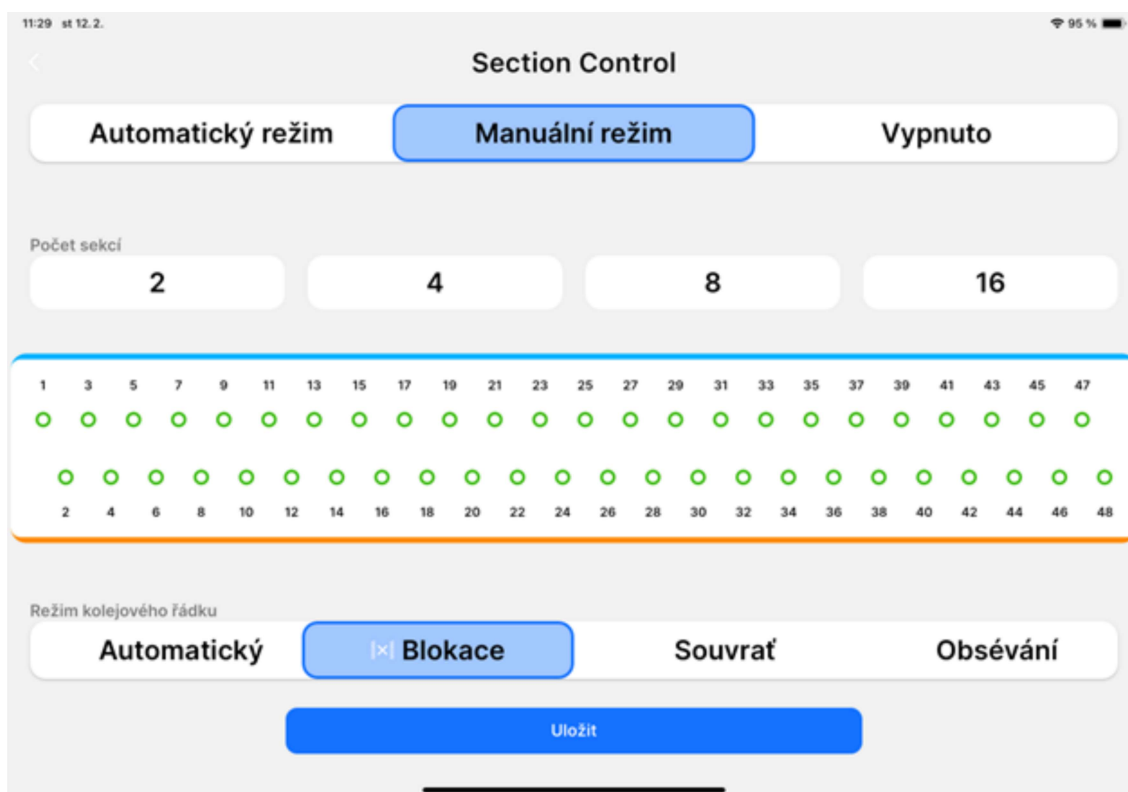 11:29 st 12. 2. 95 %
Section Control
Automatický režim Manuální režim Vypnuto
Počet sekcí
2 4 8 16
1 3 5 7 9 11 13 15 17 19 21 23 25 27 29 31 33 35 37 39 41 43 45 47
2 4 6 8 10 12 14 16 18 20 22 24 26 28 30 32 34 36 38 40 42 44 46 48
Režim kolejového řádku
Automatický |×| Blokace Souvrať Obsévání
Uložit